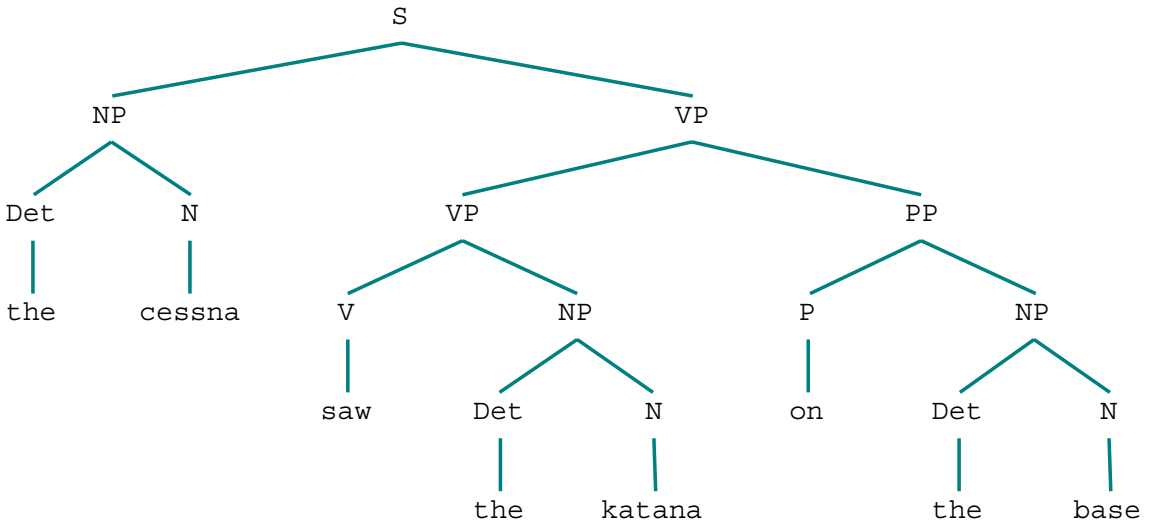 S
NP VP
Det N VP PP
the cessna V NP P NP
saw Det N on Det N
the katana the base